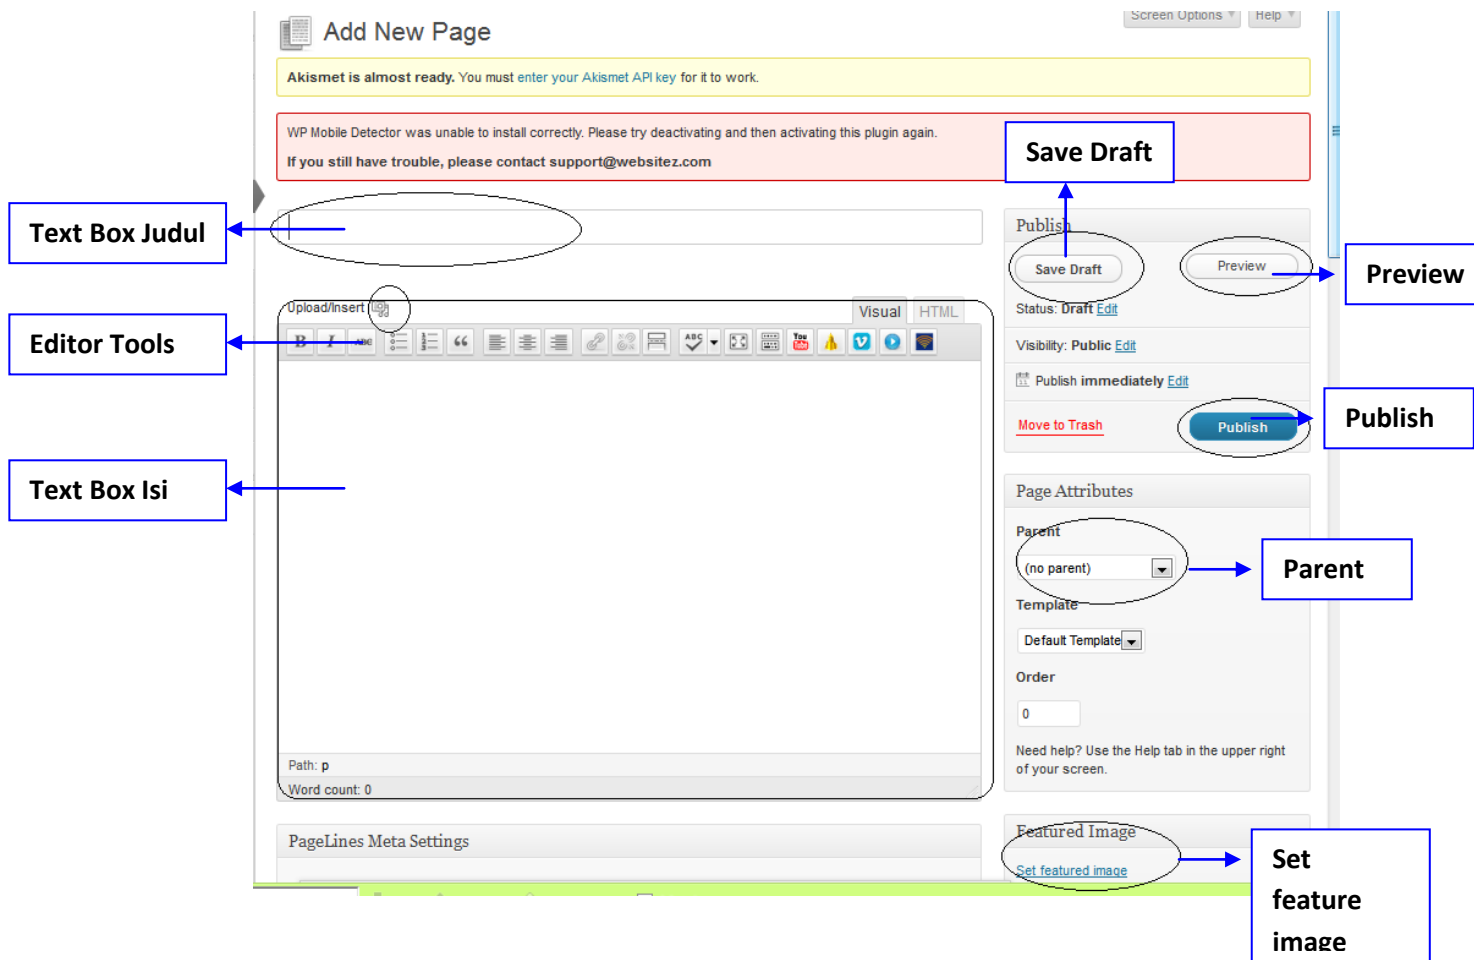 Screen Options Help
Add New Page
Akismet is almost ready. You must enter your Akismet API key for it to work.
WP Mobile Detector was unable to install correctly. Please try deactivating and then activating this plugin again.
If you still have trouble, please contact support@websitez.com
Save Draft
Text Box Judul
Publish
Save Draft
Preview
Preview
Upload/Insert
Visual HTML
Status: Draft Edit
Editor Tools
B I ABC ABC You Tube
Visibility: Public Edit
Publish immediately Edit
Move to Trash
Publish
Publish
Text Box Isi
Page Attributes
Parent
(no parent)
Parent
Template
Default Template
Order
0
Need help? Use the Help tab in the upper right
of your screen.
Path: p
Word count: 0
PageLines Meta Settings
Featured Image
Set featured image
Set
feature
image